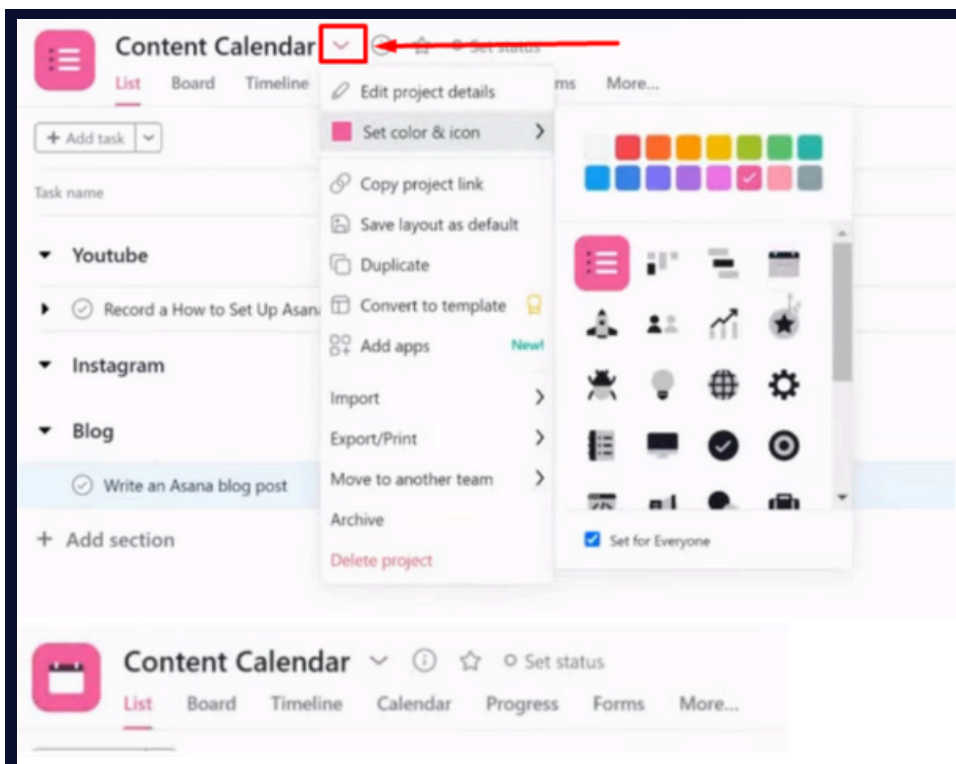 Content Calendar Set status
List Board Timeline ms More...
Edit project details
Set color & icon
+ Add task
Copy project link
Task name
Save layout as default
Youtube
Duplicate
Record a How to Set Up Asan
Convert to template
Add apps New!
Instagram
Import
Blog
Export/Print
Write an Asana blog post
Move to another team
Archive
+ Add section
Set for Everyone
Delete project
Content Calendar Set status
List Board Timeline Calendar Progress Forms More...